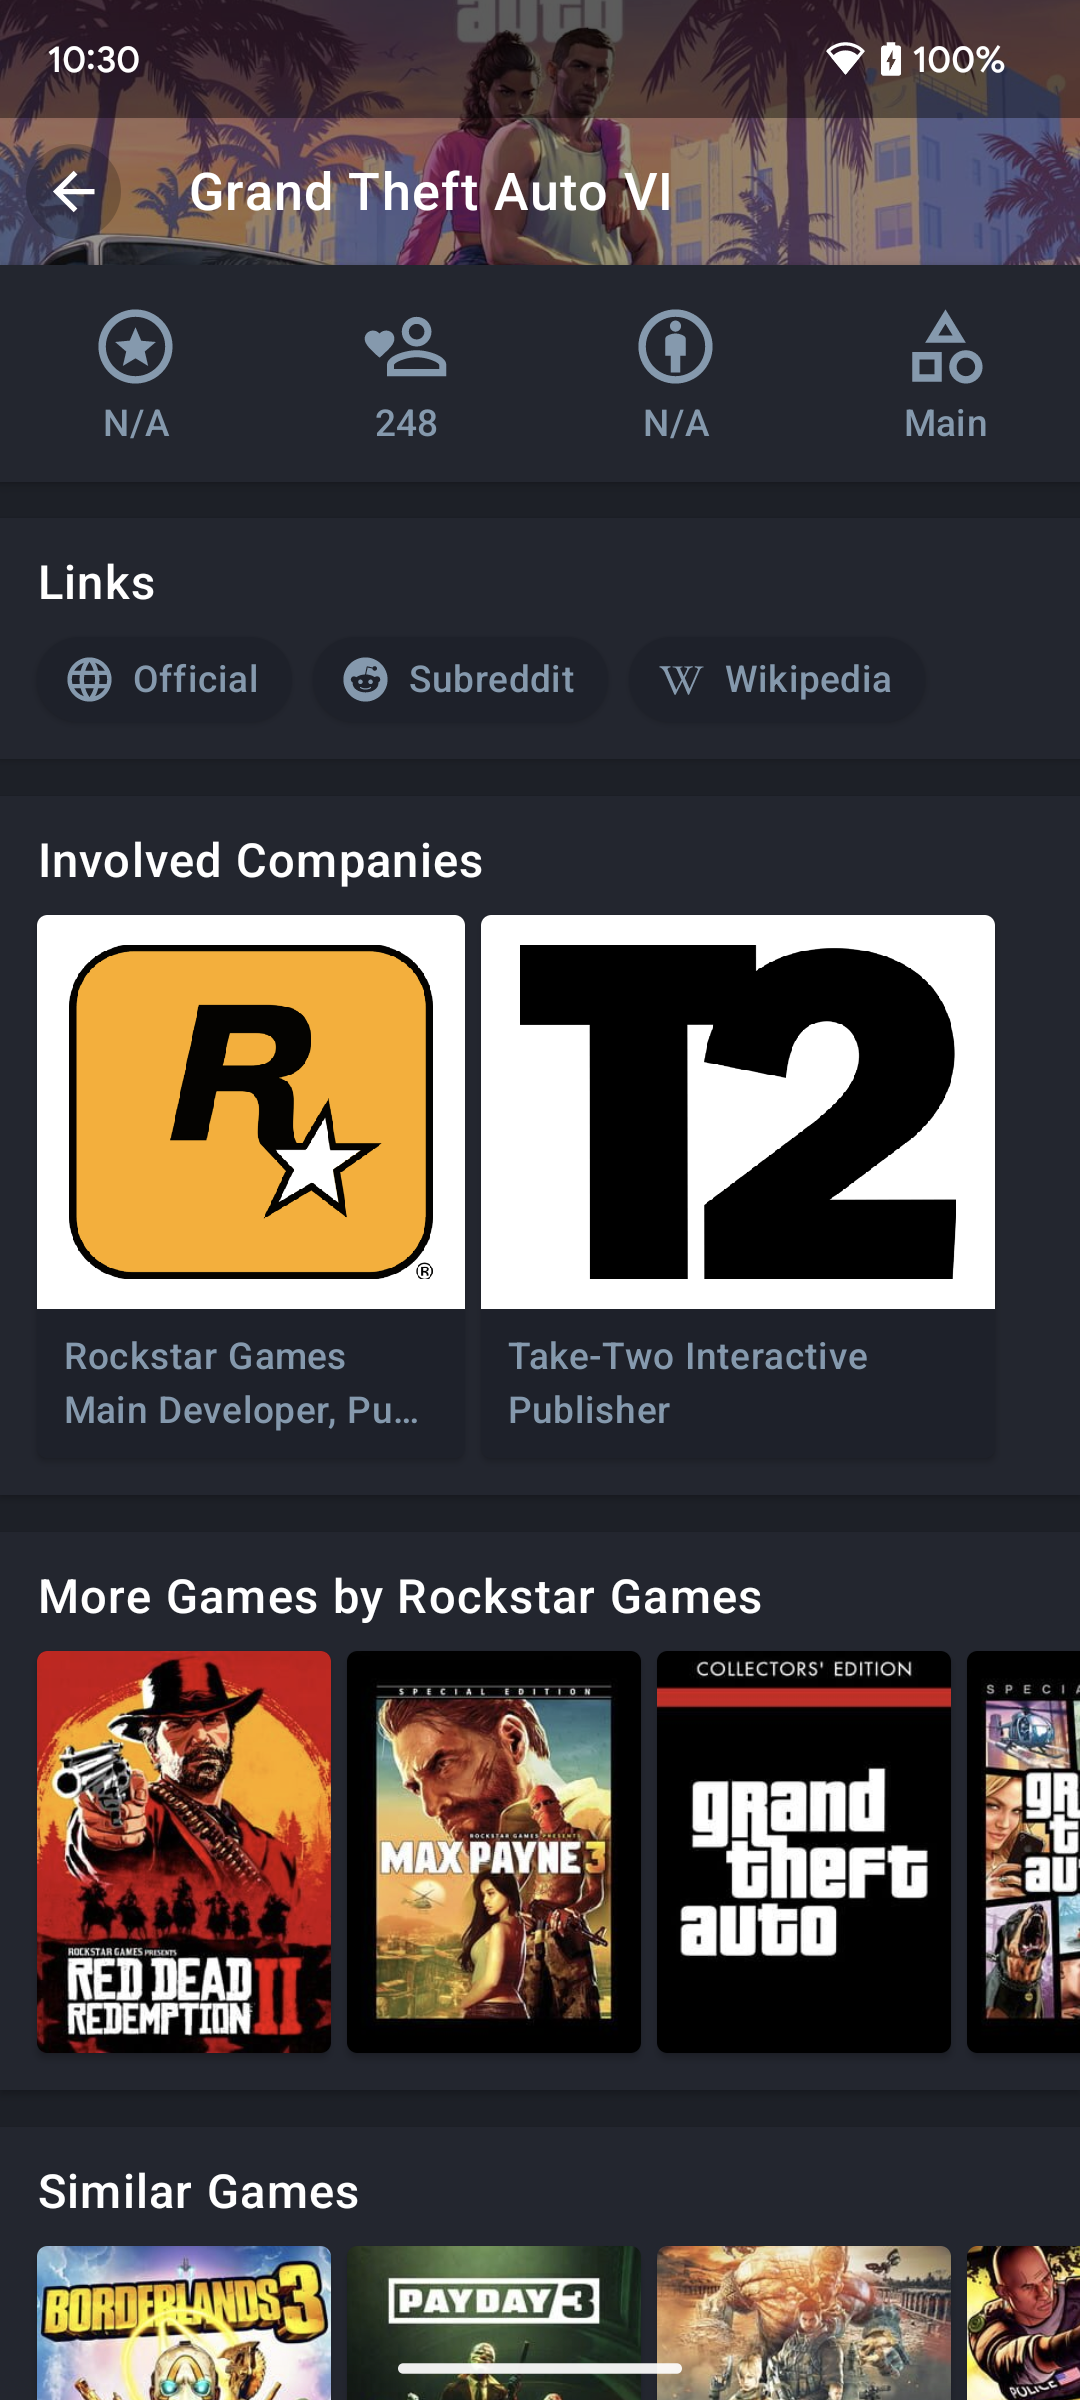 auto
10:30
100%
Grand Theft Auto VI
N/A
248
N/A
Main
Links
Official
Subreddit
W Wikipedia
Involved Companies
R
®
T2
Rockstar Games
Main Developer, Pu…
Take-Two Interactive
Publisher
More Games by Rockstar Games
ROCKSTAR GAMES PRESENTS
RED DEAD
REDEMPTION II
SPECIAL EDITION
ROCKSTAR GAMES PRESENTS
MAX PAYNE 3
COLLECTORS' EDITION
grand
theft
auto
SPECIA
gr
t
au
Similar Games
BORDERLANDS 3
PAYDAY 3
POLICE